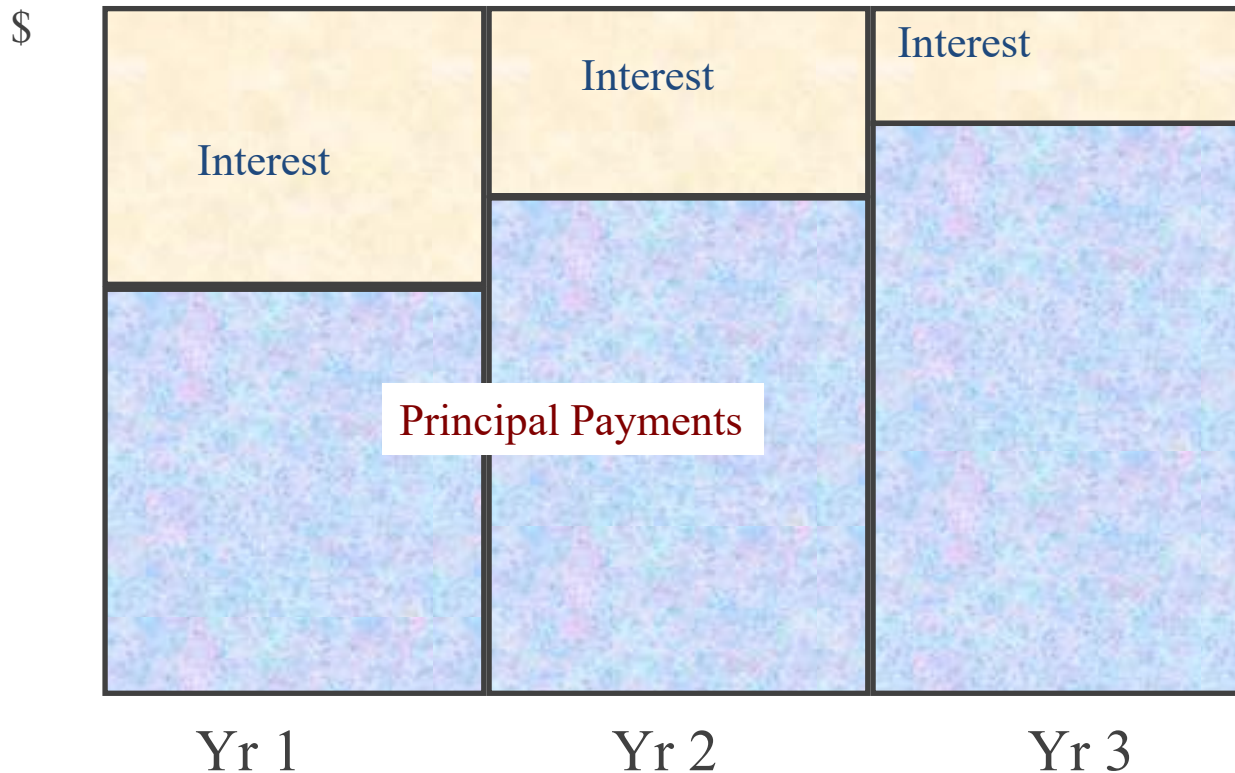 $
Interest
Interest
Interest
Principal Payments
Yr 1
Yr 2
Yr 3